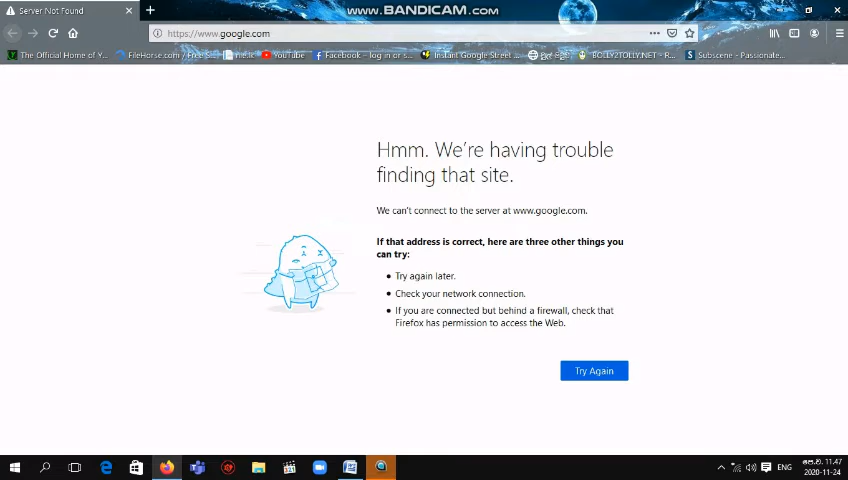 Server Not Found
www.BANDICAM.com
https://www.google.com
The Official Home of Y...
FileHorse.com / Free S...
YouTube
Facebook – log in or s...
Instant Google Street ...
BOLLY2TOLLY.NET - R...
Subscene - Passionate...
Hmm. We're having trouble
finding that site.
We can't connect to the server at www.google.com.
If that address is correct, here are three other things you
can try:
Try again later.
Check your network connection.
If you are connected but behind a firewall, check that
Firefox has permission to access the Web.
Try Again
ENG
පෙ.ව. 11.47
2020-11-24